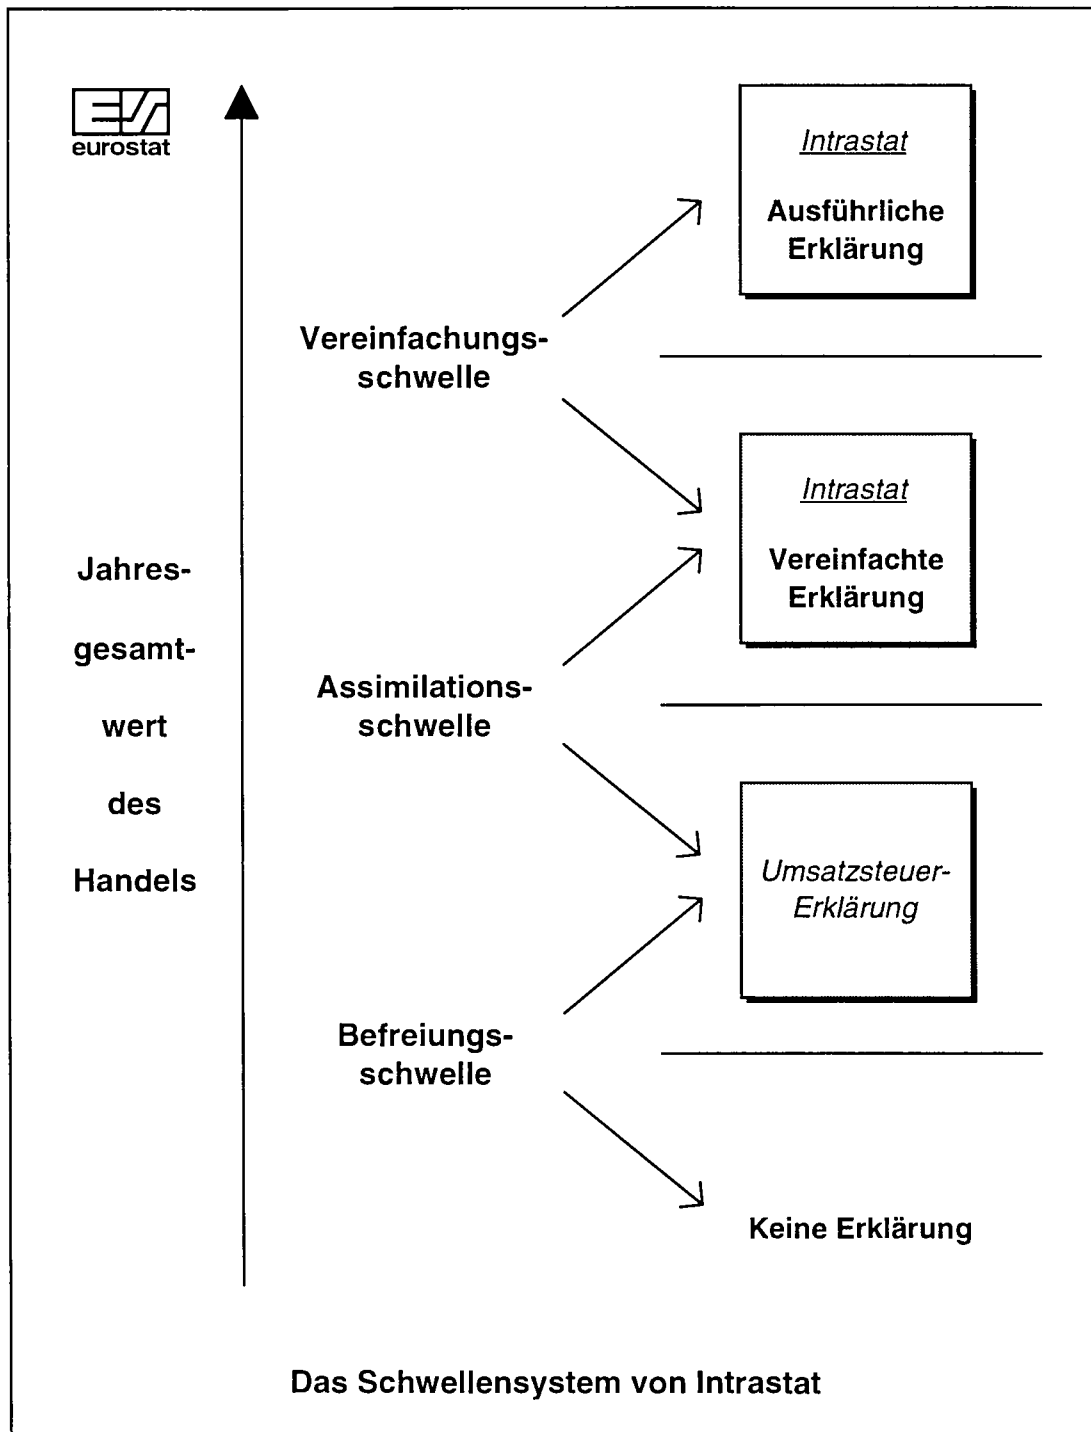 eurostat
Intrastat
Ausführliche
Erklärung
Vereinfachungs-
schwelle
Intrastat
Vereinfachte
Erklärung
Jahres-
gesamt-
wert
des
Handels
Assimilations-
schwelle
Umsatzsteuer-
Erklärung
Befreiungs-
schwelle
Keine Erklärung
Das Schwellensystem von Intrastat